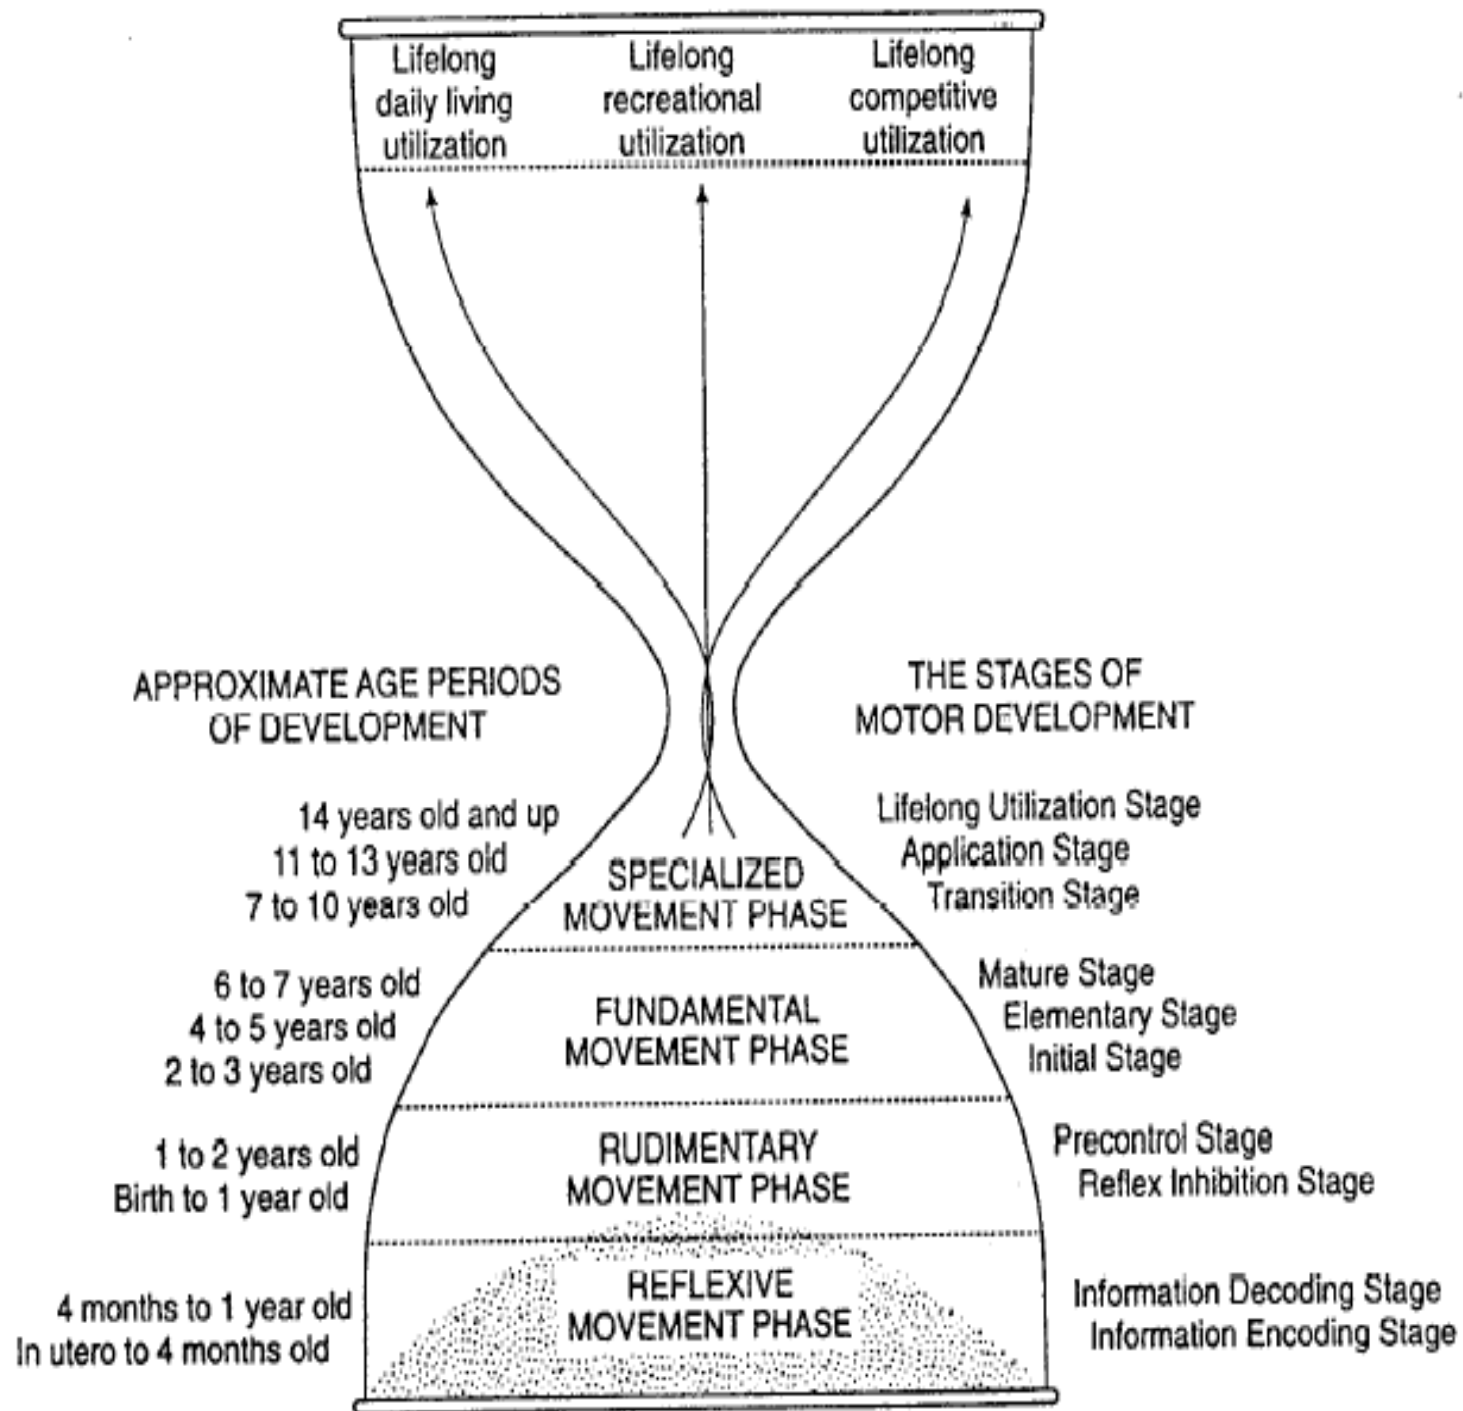 Lifelong
daily living
utilization
Lifelong
recreational
utilization
Lifelong
competitive
utilization
APPROXIMATE AGE PERIODS
OF DEVELOPMENT
THE STAGES OF
MOTOR DEVELOPMENT
14 years old and up
11 to 13 years old
7 to 10 years old
SPECIALIZED
MOVEMENT PHASE
Lifelong Utilization Stage
Application Stage
Transition Stage
6 to 7 years old
4 to 5 years old
2 to 3 years old
FUNDAMENTAL
MOVEMENT PHASE
Mature Stage
Elementary Stage
Initial Stage
1 to 2 years old
Birth to 1 year old
RUDIMENTARY
MOVEMENT PHASE
Precontrol Stage
Reflex Inhibition Stage
4 months to 1 year old
In utero to 4 months old
REFLEXIVE
MOVEMENT PHASE
Information Decoding Stage
Information Encoding Stage